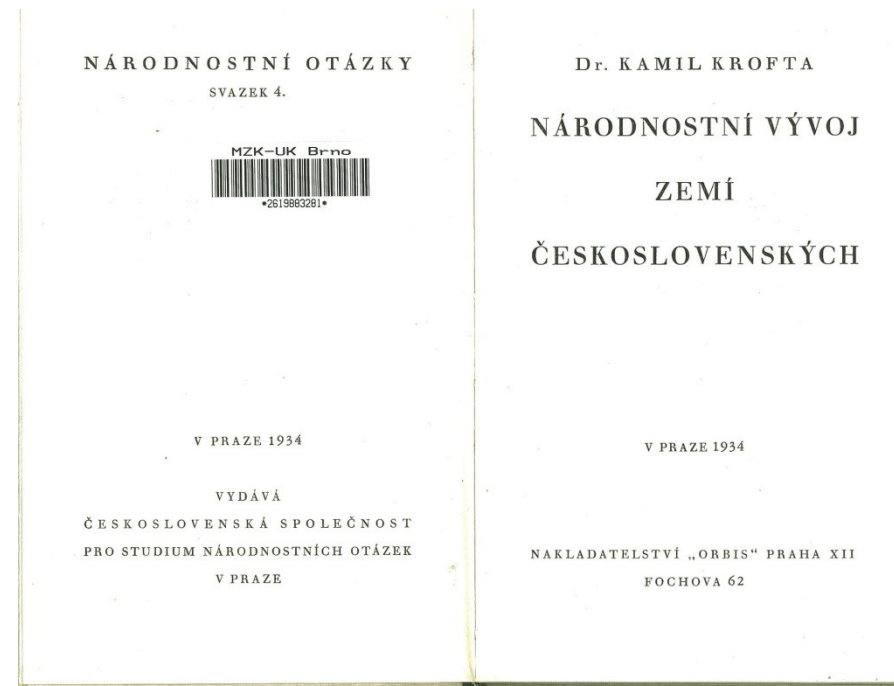 NÁRODNOSTNÍ OTÁZKY
SVAZEK 4.
MZK-UK Brno
*2619883281*
V PRAZE 1934
VYDÁVÁ
ČESKOSLOVENSKÁ SPOLEČNOST
PRO STUDIUM NÁRODNOSTNÍCH OTÁZEK
V PRAZE
Dr. KAMIL KROFTA
NÁRODNOSTNÍ VÝVOJ
ZEMÍ
ČESKOSLOVENSKÝCH
V PRAZE 1934
NAKLADATELSTVÍ „ORBIS“ PRAHA XII
FOCHOVA 62